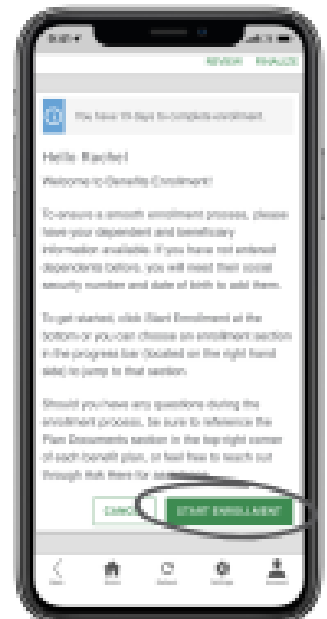 REVIEW FINALIZE
You have 19 days to complete enrollment.
Hello Rachel
Welcome to Benefits Enrollment!
To ensure a smooth enrollment process, please
have your dependent and beneficiary
information available. If you have not entered
dependents before, you will need their social
security number and date of birth to add them.
To get started, click Start Enrollment at the
bottom or you can choose an enrollment section
in the progress bar (located on the right hand
side) to jump to that section.
Should you have any questions during the
enrollment process, be sure to reference the
Plan Documents section in the top right corner
of each benefit plan, or feel free to reach out
through Ask Here for
START ENROLLMENT